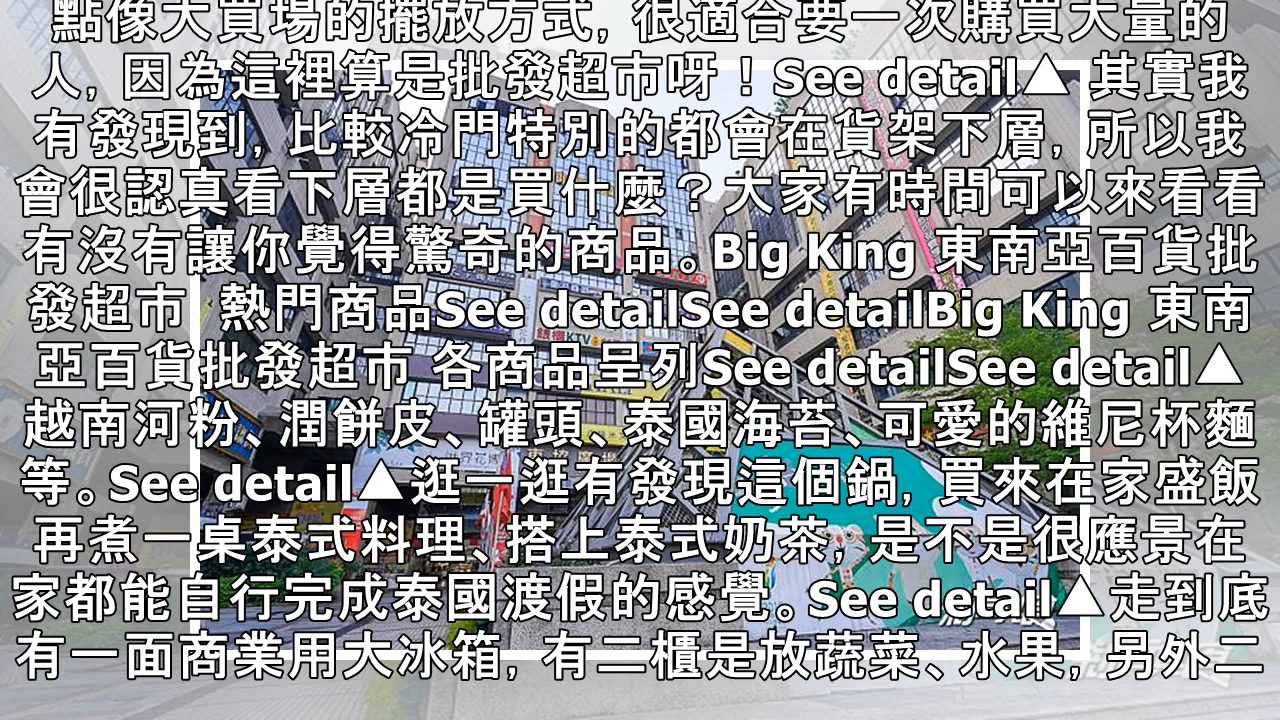 點像大買場的擺放方式, 很適合要一次購買大量的
人, 因為這裡算是批發超市呀！See detail▲ 其實我
有發現到, 比較冷門特別的都會在貨架下層, 所以我
會很認真看下層都是買什麼？大家有時間可以來看看
有沒有讓你覺得驚奇的商品。Big King 東南亞百貨批
發超市 熱門商品See detailSee detailBig King 東南
亞百貨批發超市 各商品呈列See detailSee detail▲
越南河粉、潤餅皮、罐頭、泰國海苔、可愛的維尼杯麵
等。See detail▲逛一逛有發現這個鍋, 買來在家盛飯
再煮一桌泰式料理、搭上泰式奶茶, 是不是很應景在
家都能自行完成泰國渡假的感覺。See detail▲走到底
有一面商業用大冰箱, 有二櫃是放蔬菜、水果, 另外二